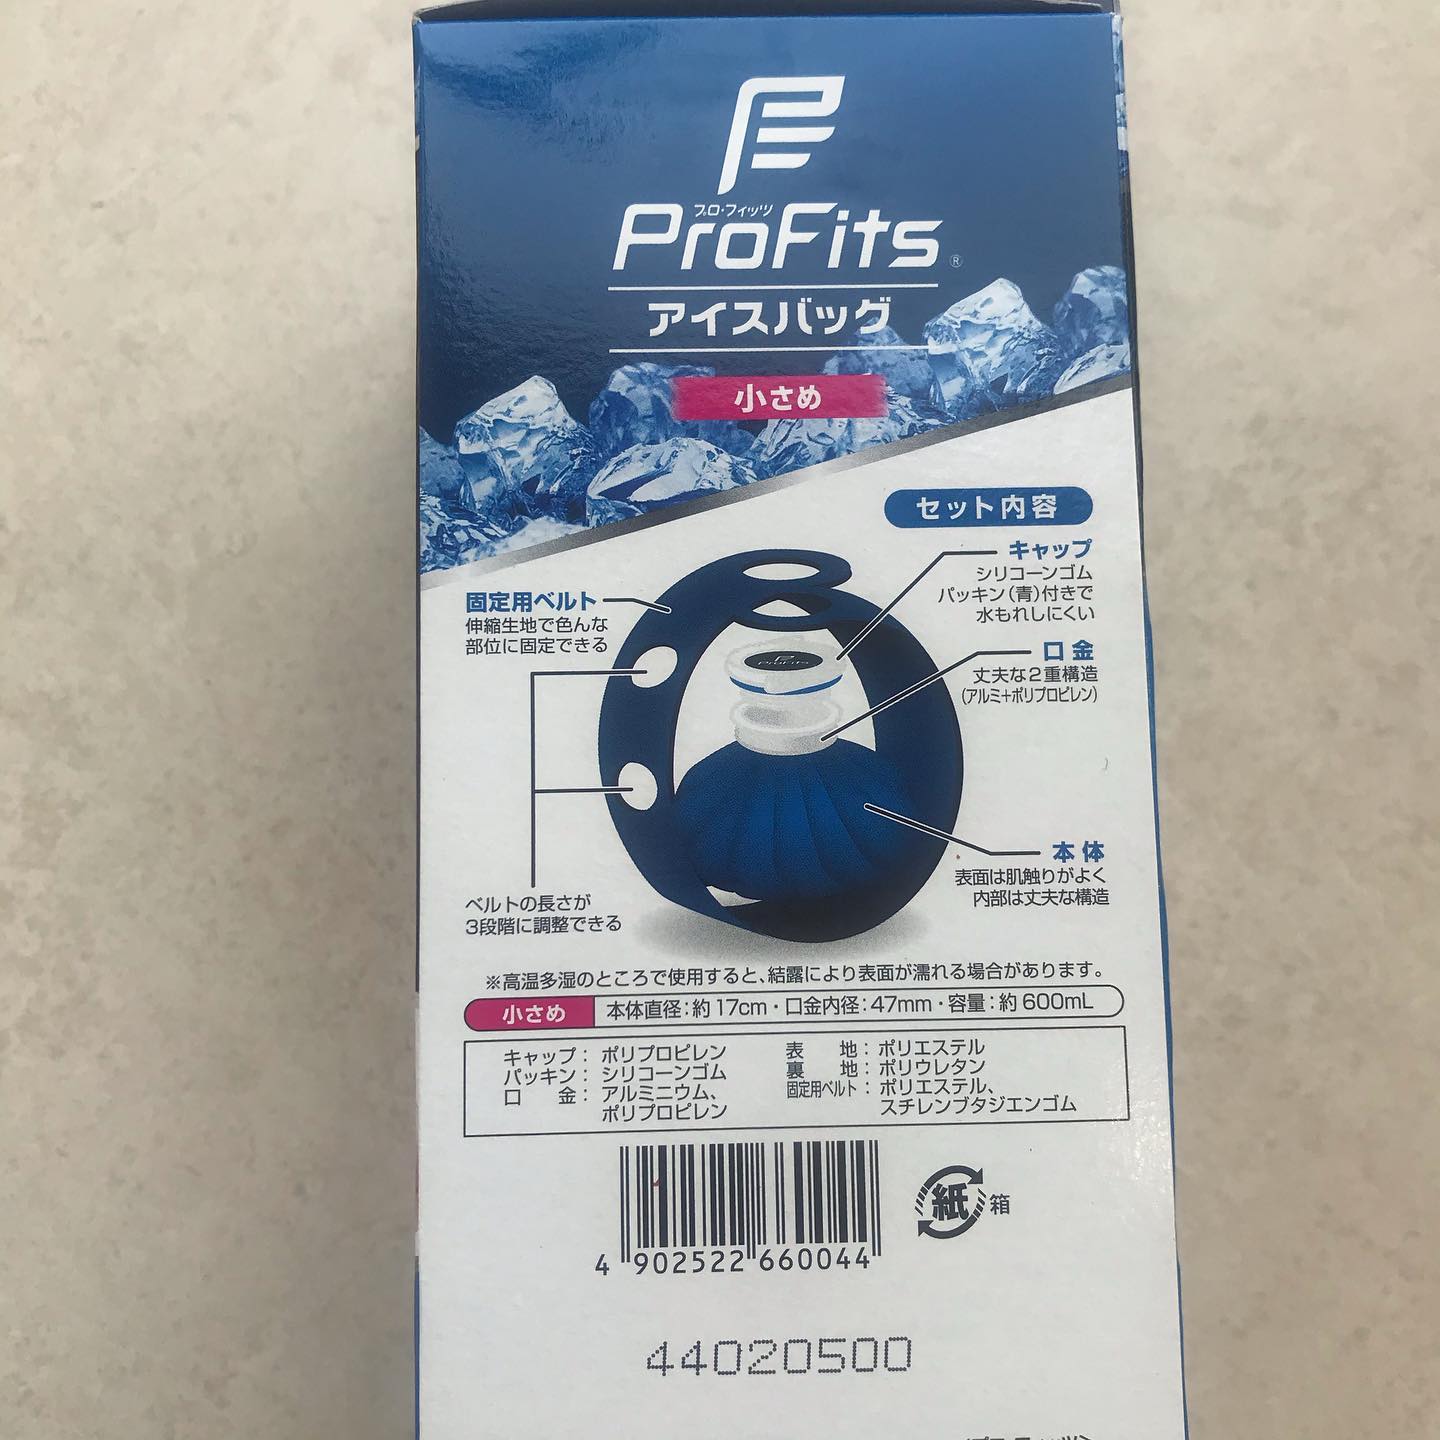 プロ・フィッツ
ProFits®
アイスバッグ
小さめ
セット内容
キャップ
シリコーンゴム
パッキン(青)付きで
水もれしにくい
固定用ベルト
伸縮生地で色んな
部位に固定できる
口金
丈夫な2重構造
(アルミ+ポリプロピレン)
ProFits
本体
表面は肌触りがよく
内部は丈夫な構造
ベルトの長さが
3段階に調整できる
※高温多湿のところで使用すると、結露により表面が濡れる場合があります。
小さめ 本体直径:約17cm・口金内径:47mm・容量:約600mL
キャップ:ポリプロピレン
パッキン:シリコーンゴム
口金:アルミニウム、
ポリプロピレン
表地:ポリエステル
裏地:ポリウレタン
固定用ベルト:ポリエステル、
スチレンブタジエンゴム
紙 箱
4 902522 660044
44020500